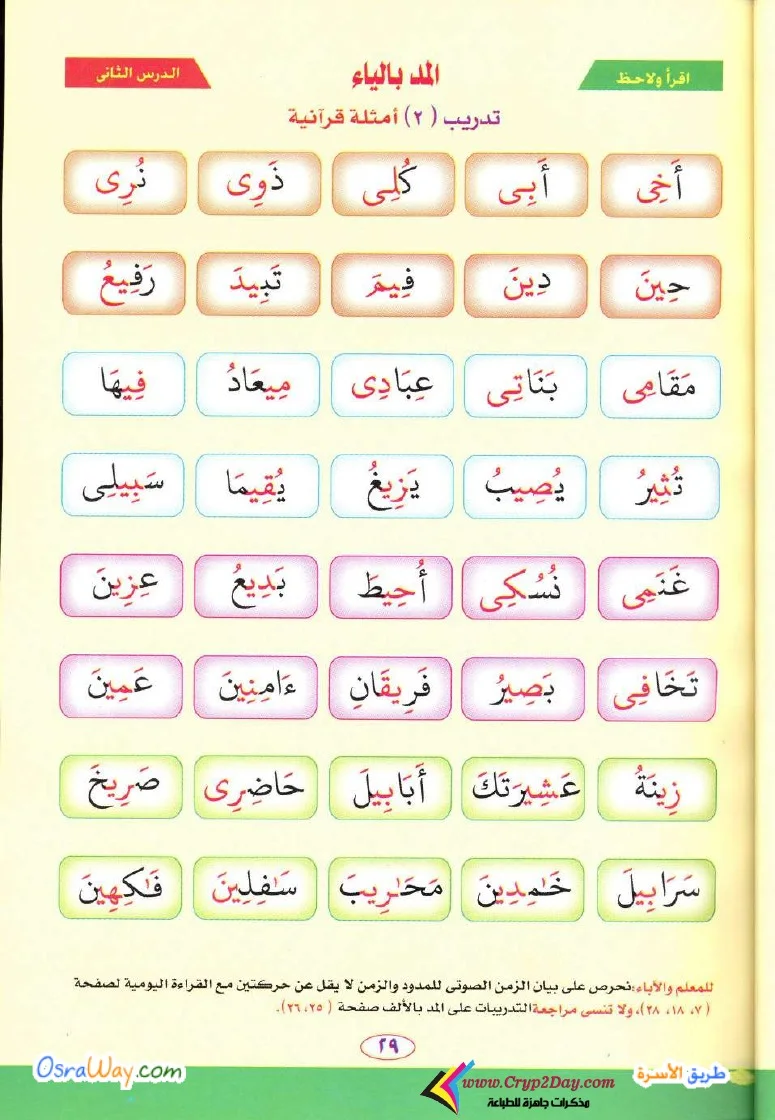 اقرأ ولاحظ المد بالياء الدرس الثانى
تدريب (٢) أمثلة قرآنية
أَخِى أَبِى كُلِى ذَوِى نُرِى
حِينَ دِينَ فِيمَ تَبِيدَ رَفِيعُ
مَقَامِى بَنَاتِى عِبَادِى مِيعَادُ فِيهَا
تُثِيرُ يُصِيبُ يَزِيغُ يُقِيمَا سَبِيلِى
غَنَمِى نُسُكِى أُحِيطَ بَدِيعُ عِزِينَ
تَخَافِى بَصِيرُ فَرِيقَانِ ءَامِنِينَ عَمِينَ
زِينَةُ عَشِيرَتَكَ أَبَابِيلَ حَاضِرِى صَرِيخَ
سَرَابِيلَ خَٰمِدِينَ مَحَٰرِيبَ سَٰفِلِينَ فَٰكِهِينَ
للمعلم والآباء:نحرص على بيان الزمن الصوتى للمدود والزمن لا يقل عن حركتين مع القراءة اليومية لصفحة
(٧، ١٨، ٢٨)، ولا تنسى مراجعة التدريبات على المد بالألف صفحة (٢٥، ٢٦).
٢٩
OsraWay.com www.Cryp2Day.com طريق الأسرة
مذكرات جاهزة للطباعة